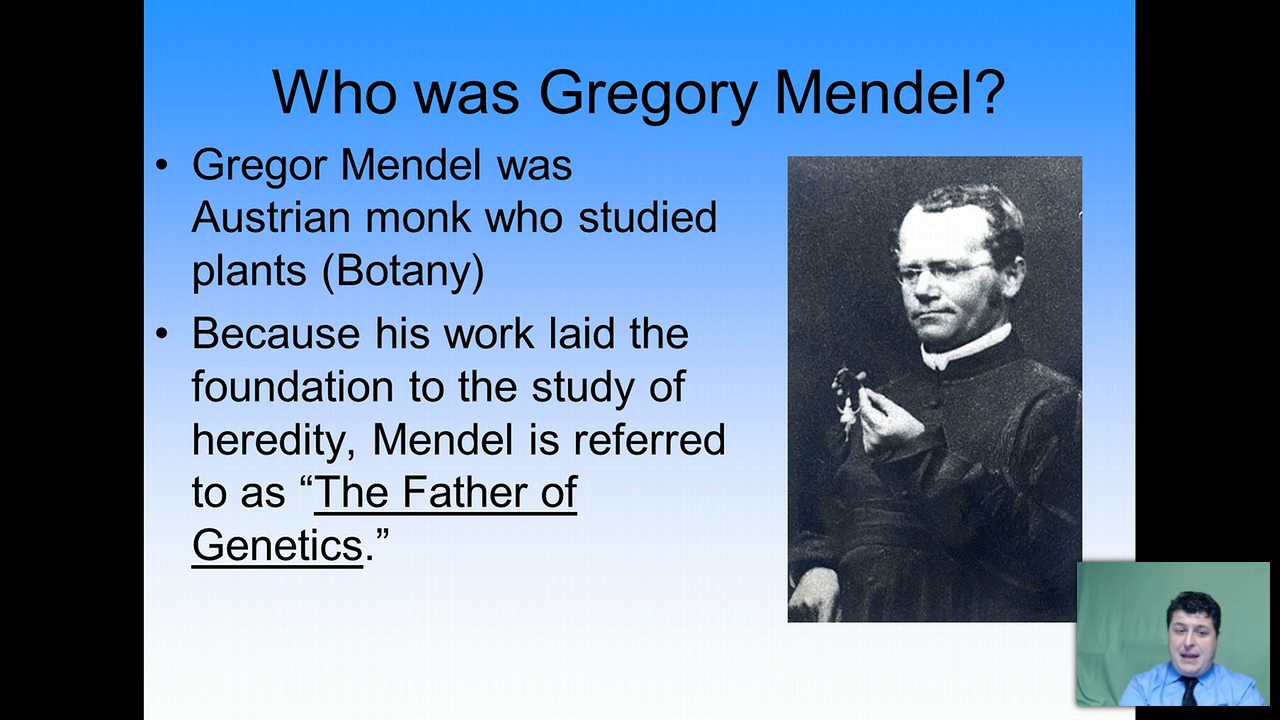 Who was Gregory Mendel?
• Gregor Mendel was
Austrian monk who studied
plants (Botany)
• Because his work laid the
foundation to the study of
heredity, Mendel is referred
to as “The Father of
Genetics.”